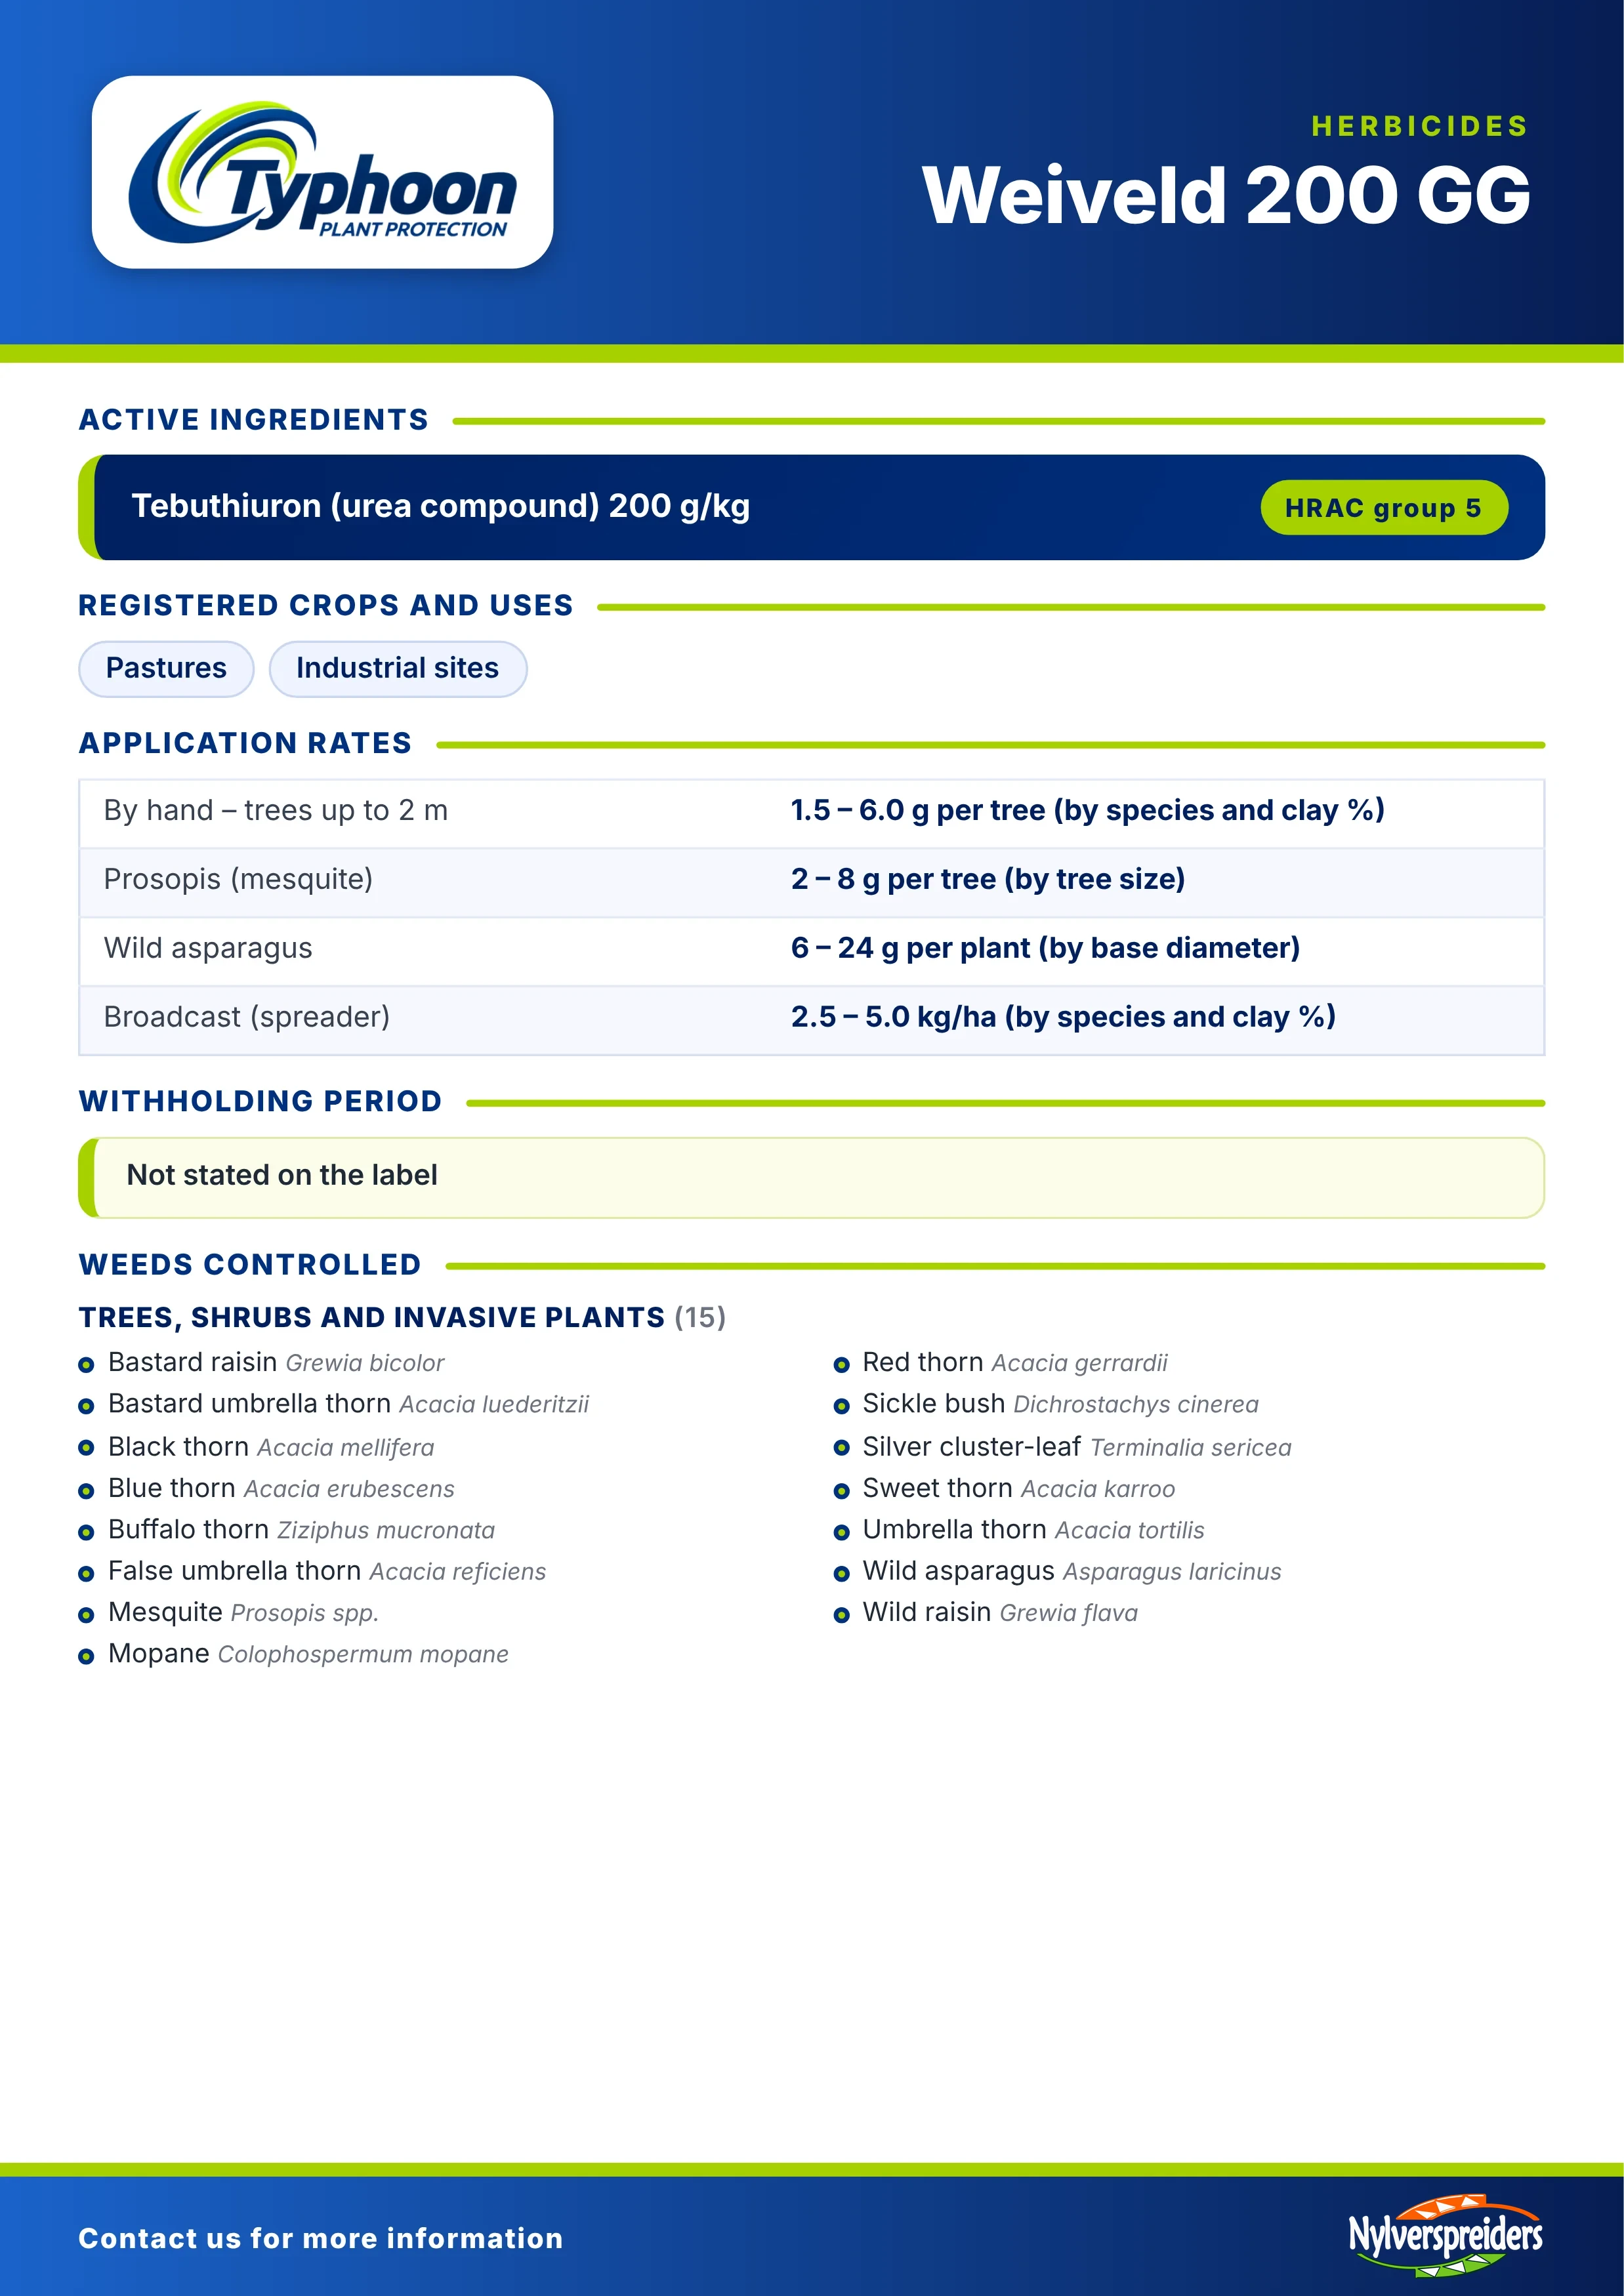 Typhoon
PLANT PROTECTION
HERBICIDES
Weiveld 200 GG
ACTIVE INGREDIENTS
Tebuthiuron (urea compound) 200 g/kg
HRAC group 5
REGISTERED CROPS AND USES
Pastures
Industrial sites
APPLICATION RATES
By hand – trees up to 2 m
1.5 – 6.0 g per tree (by species and clay %)
Prosopis (mesquite)
2 – 8 g per tree (by tree size)
Wild asparagus
6 – 24 g per plant (by base diameter)
Broadcast (spreader)
2.5 – 5.0 kg/ha (by species and clay %)
WITHHOLDING PERIOD
Not stated on the label
WEEDS CONTROLLED
TREES, SHRUBS AND INVASIVE PLANTS (15)
Bastard raisin Grewia bicolor
Bastard umbrella thorn Acacia luederitzii
Black thorn Acacia mellifera
Blue thorn Acacia erubescens
Buffalo thorn Ziziphus mucronata
False umbrella thorn Acacia reficiens
Mesquite Prosopis spp.
Mopane Colophospermum mopane
Red thorn Acacia gerrardii
Sickle bush Dichrostachys cinerea
Silver cluster-leaf Terminalia sericea
Sweet thorn Acacia karroo
Umbrella thorn Acacia tortilis
Wild asparagus Asparagus laricinus
Wild raisin Grewia flava
Contact us for more information
Nylverspreiders